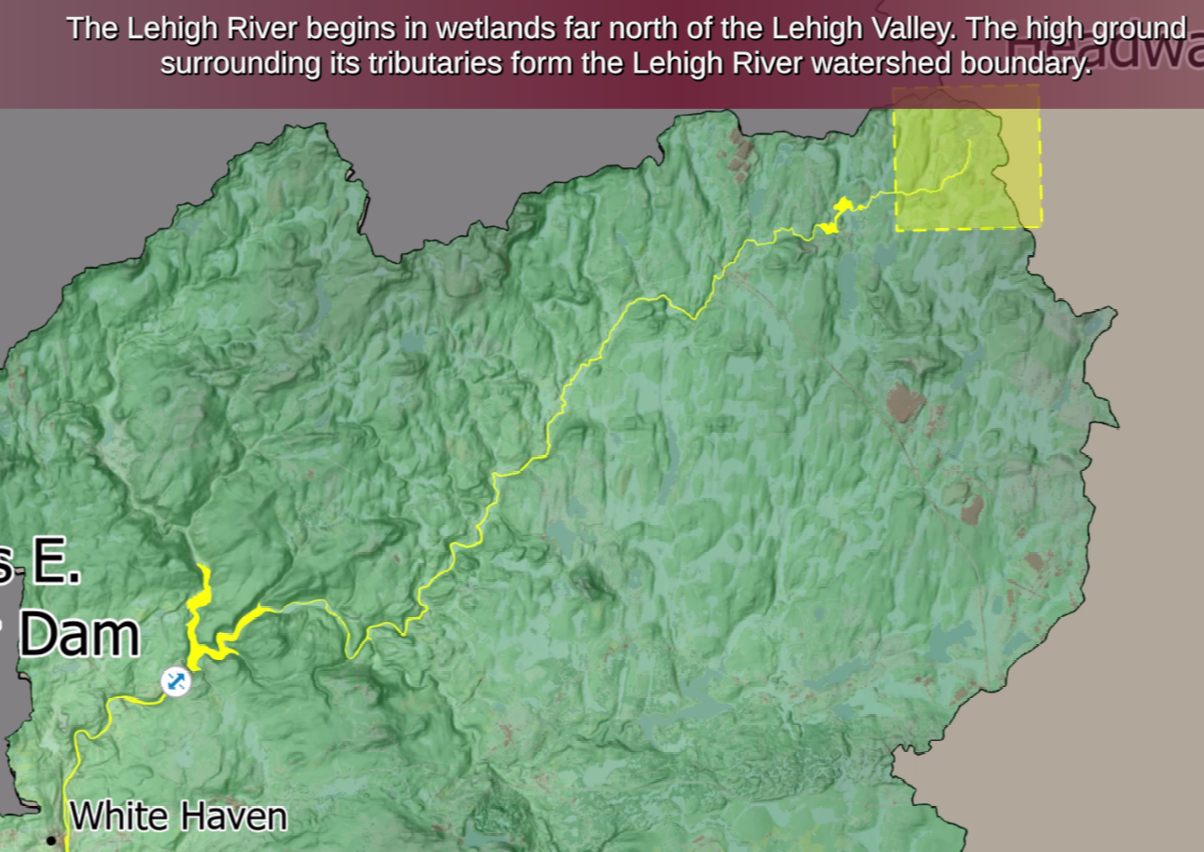 The Lehigh River begins in wetlands far north of the Lehigh Valley. The high ground
surrounding its tributaries form the Lehigh River watershed boundary.
Headwa
s E.
Dam
White Haven